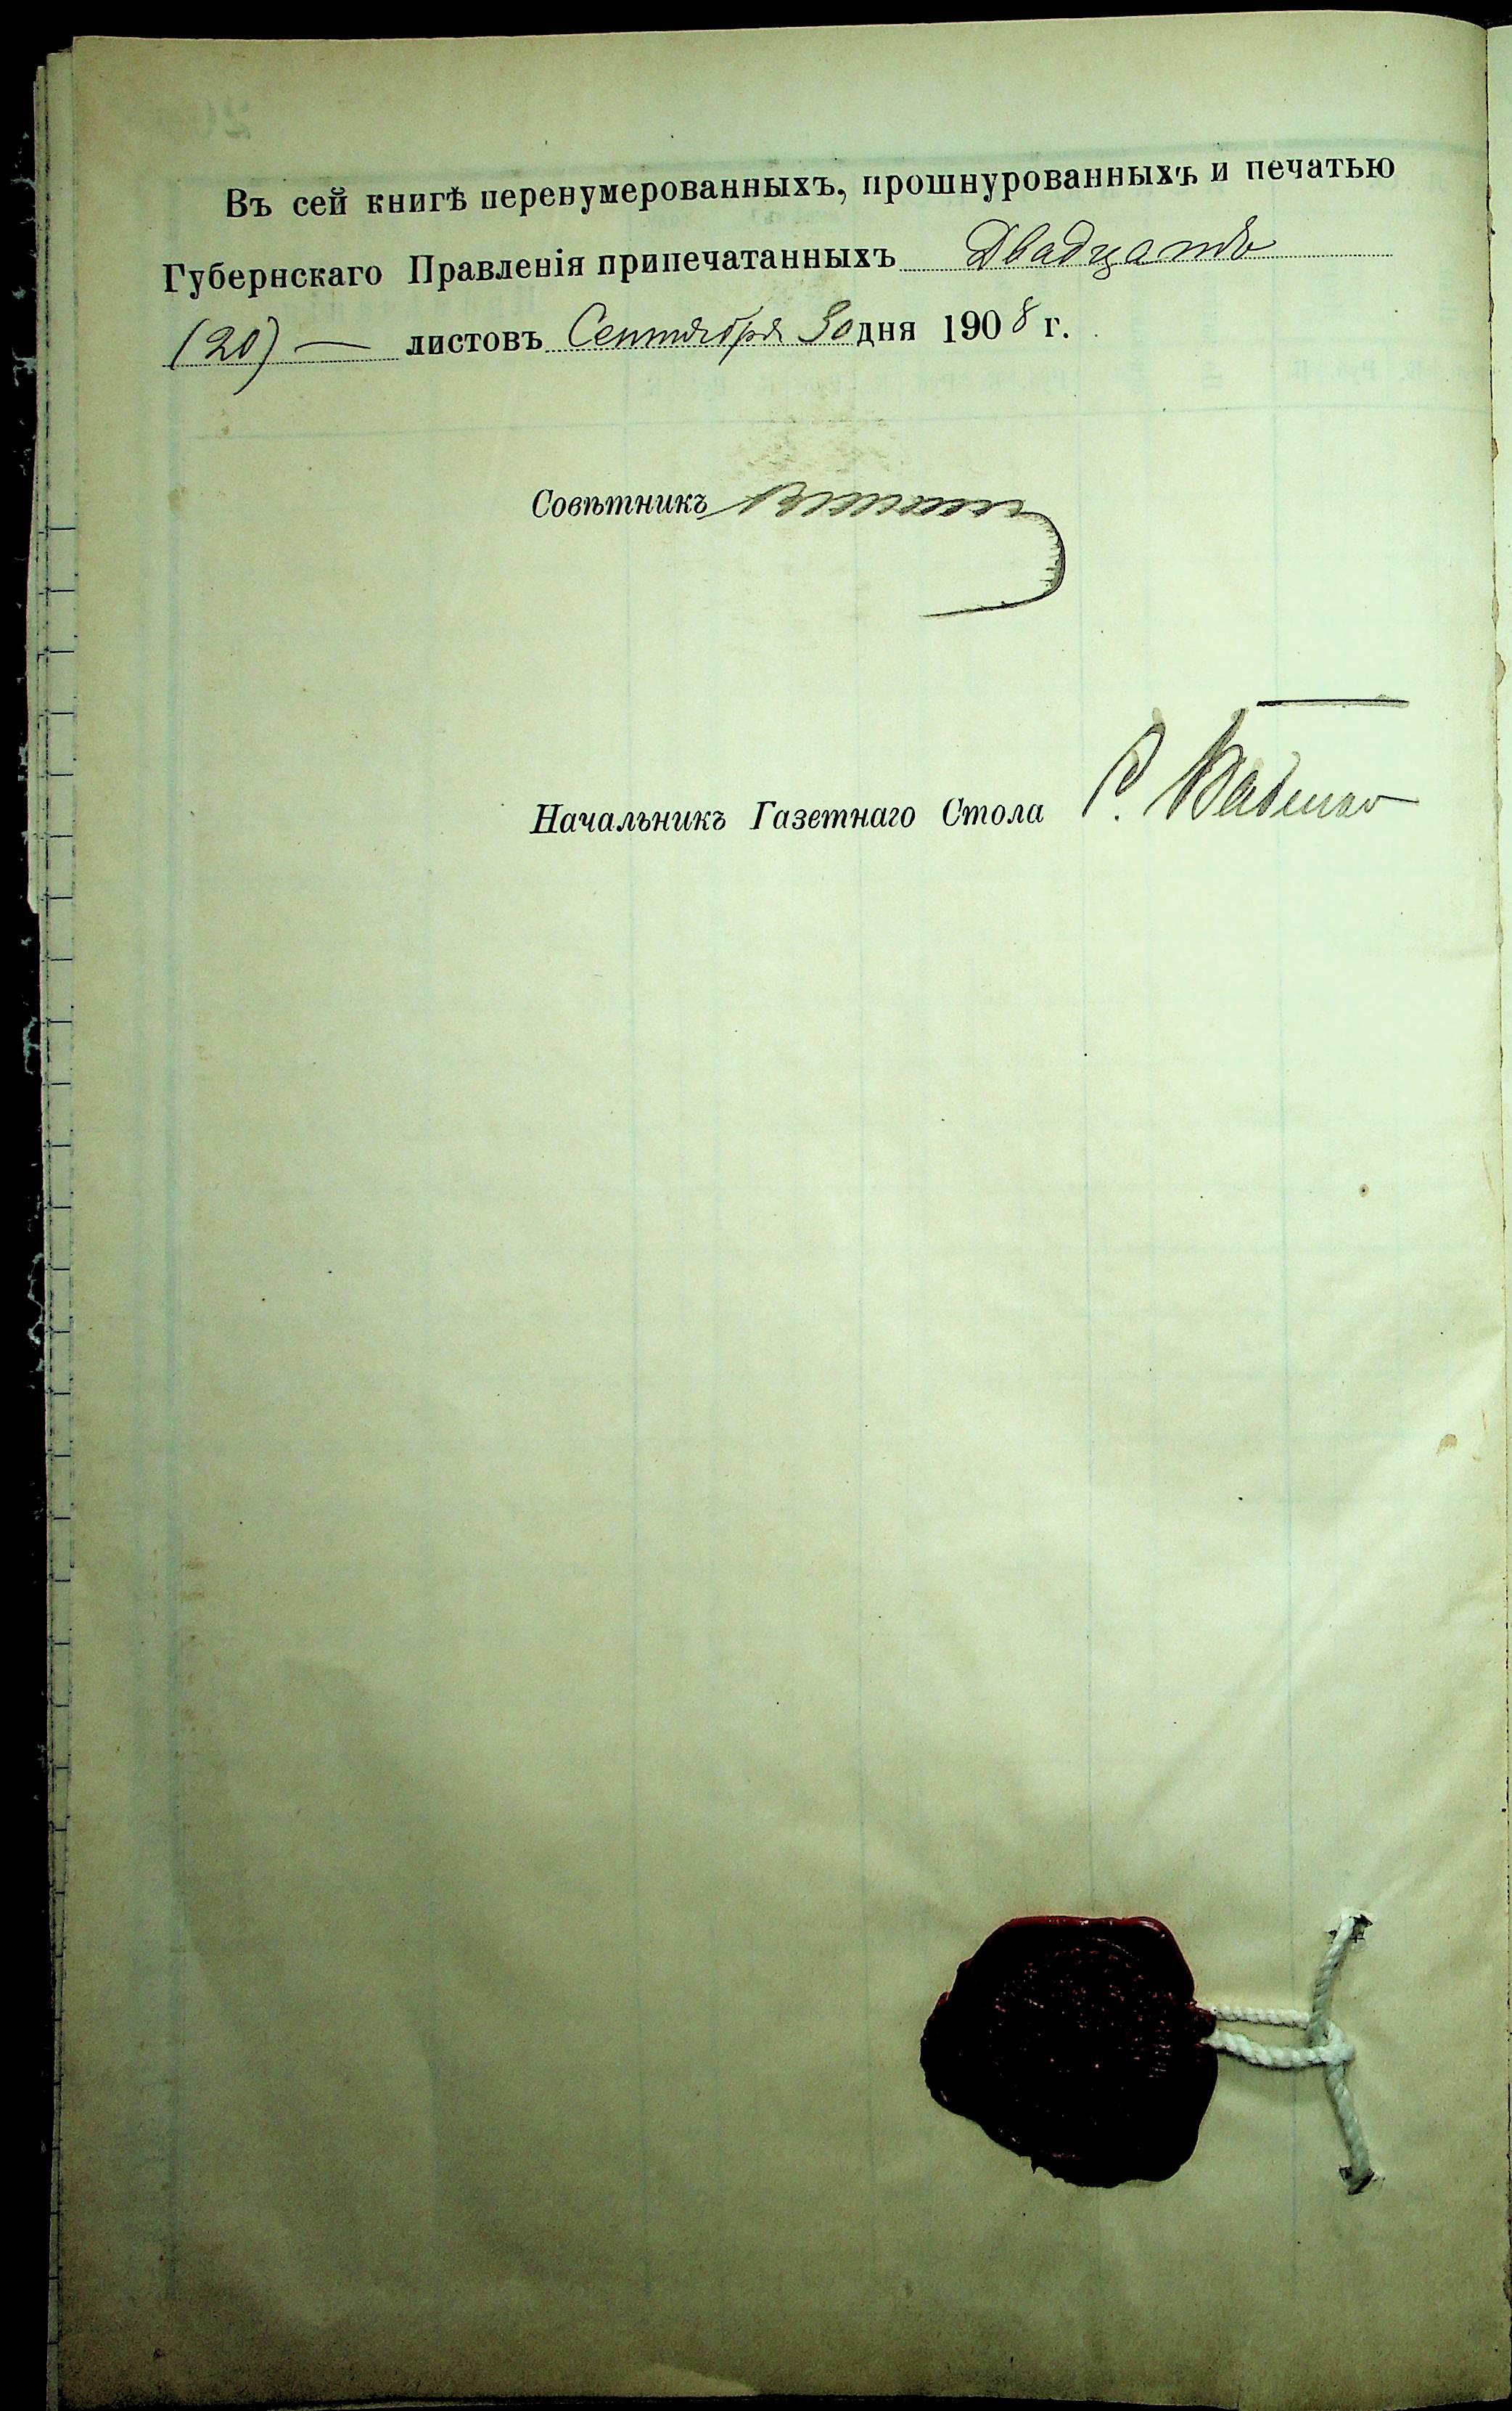 Въ сей книгѣ перенумерованныхъ, прошнурованныхъ и печатью
Губернскаго Правленія припечатанныхъ Двадцать
(20) — листовъ Сентября 30 дня 1908 г.
Совѣтникъ
Начальникъ Газетнаго Стола